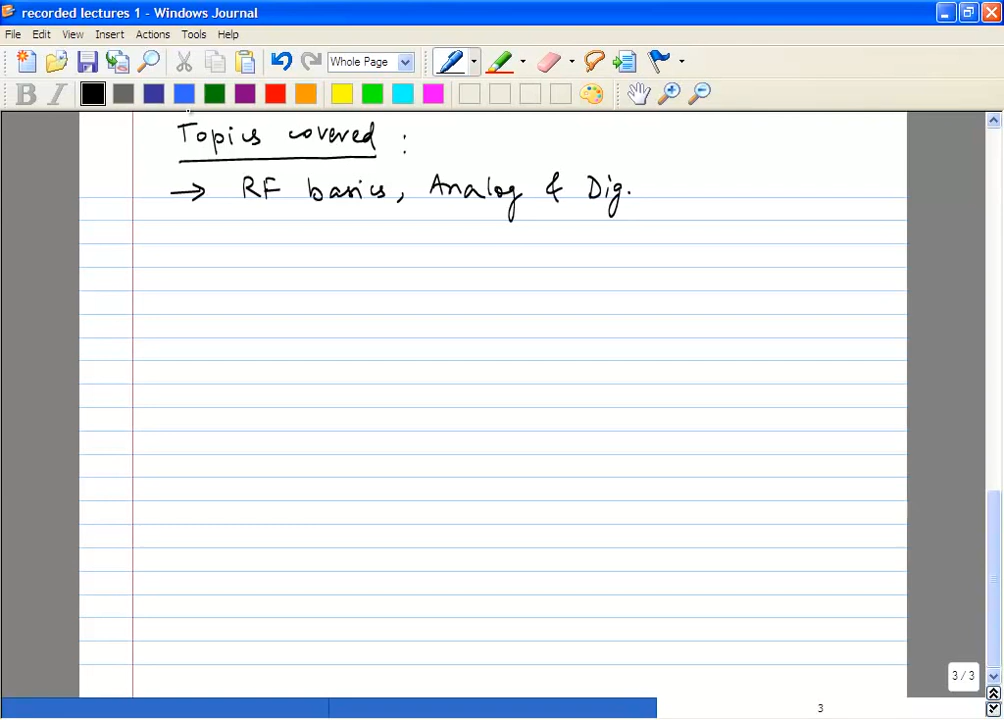 recorded lectures 1 - Windows Journal
File Edit View Insert Actions Tools Help
Whole Page
B I
Topics covered :
→ RF basics, Analog & Dig.
3 / 3
3